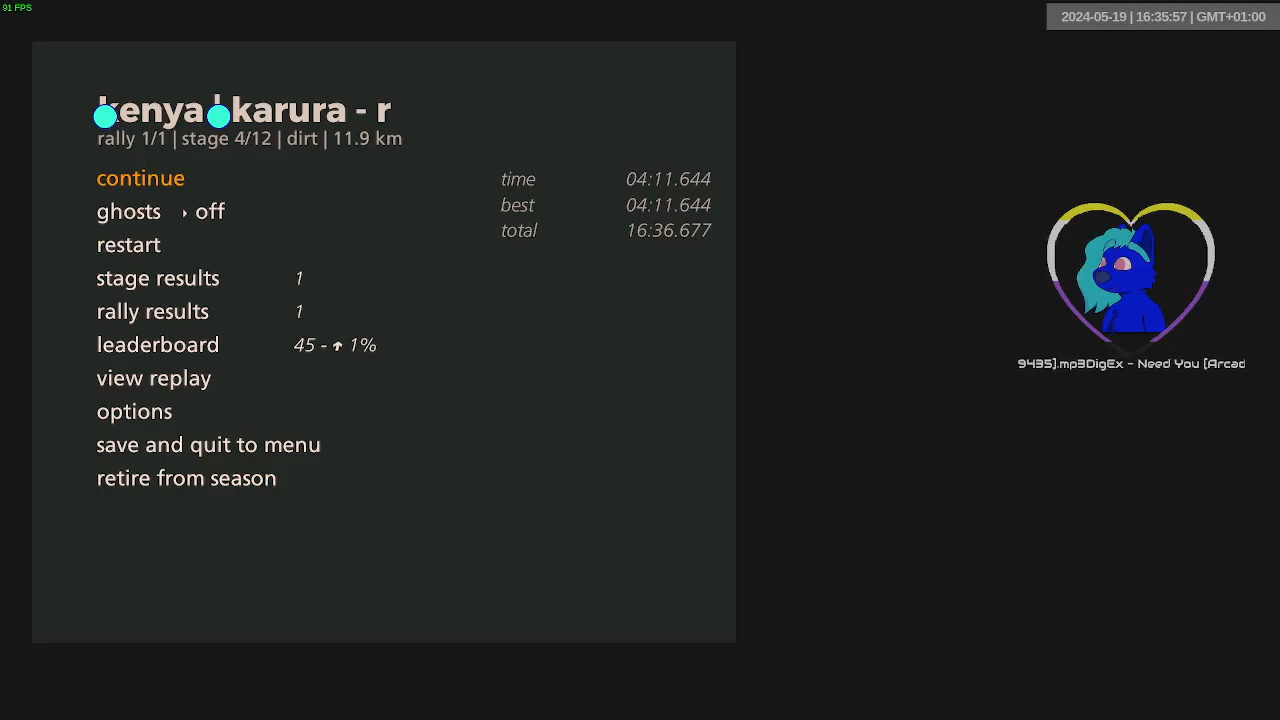 91 FPS
2024-05-19 | 16:35:57 | GMT+01:00
kenya | karura - r
rally 1/1 | stage 4/12 | dirt | 11.9 km
continue
time 04:11.644
ghosts ‣ off
best 04:11.644
total 16:36.677
restart
stage results 1
rally results 1
leaderboard 45 - ↑ 1%
view replay
options
save and quit to menu
retire from season
9435].mp3DigEx - Need You [Arcad